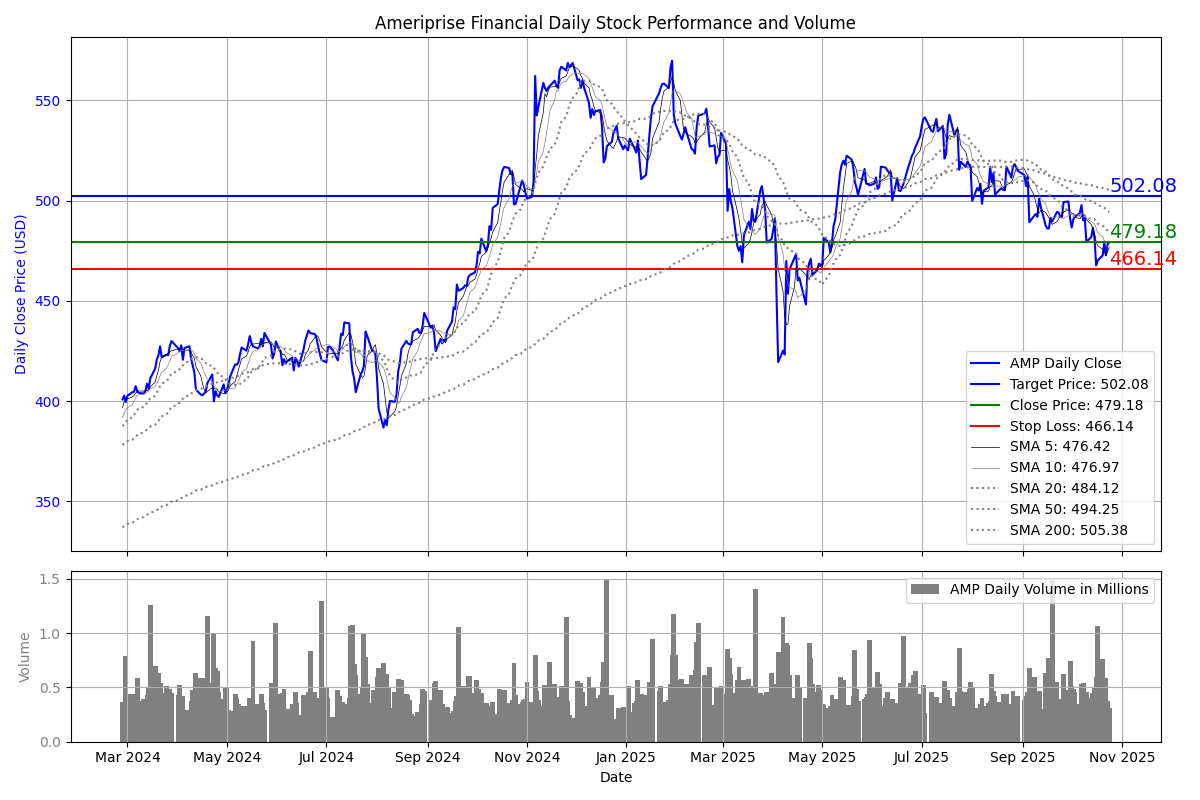 Ameriprise Financial Daily Stock Performance and Volume
Daily Close Price (USD)
550
500
450
400
350
502.08
479.18
466.14
AMP Daily Close
Target Price: 502.08
Close Price: 479.18
Stop Loss: 466.14
SMA 5: 476.42
SMA 10: 476.97
SMA 20: 484.12
SMA 50: 494.25
SMA 200: 505.38
Volume
1.5
1.0
0.5
0.0
AMP Daily Volume in Millions
Mar 2024 May 2024 Jul 2024 Sep 2024 Nov 2024 Jan 2025 Mar 2025 May 2025 Jul 2025 Sep 2025 Nov 2025
Date